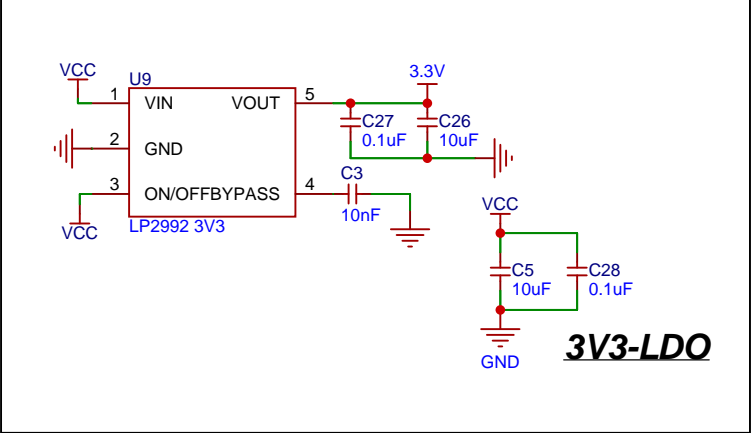 VCC
U9
1
VIN
VOUT
5
2
GND
3
ON/OFFBYPASS
4
LP2992 3V3
VCC
3.3V
C27
0.1uF
C26
10uF
C3
10nF
VCC
C5
10uF
C28
0.1uF
GND
3V3-LDO